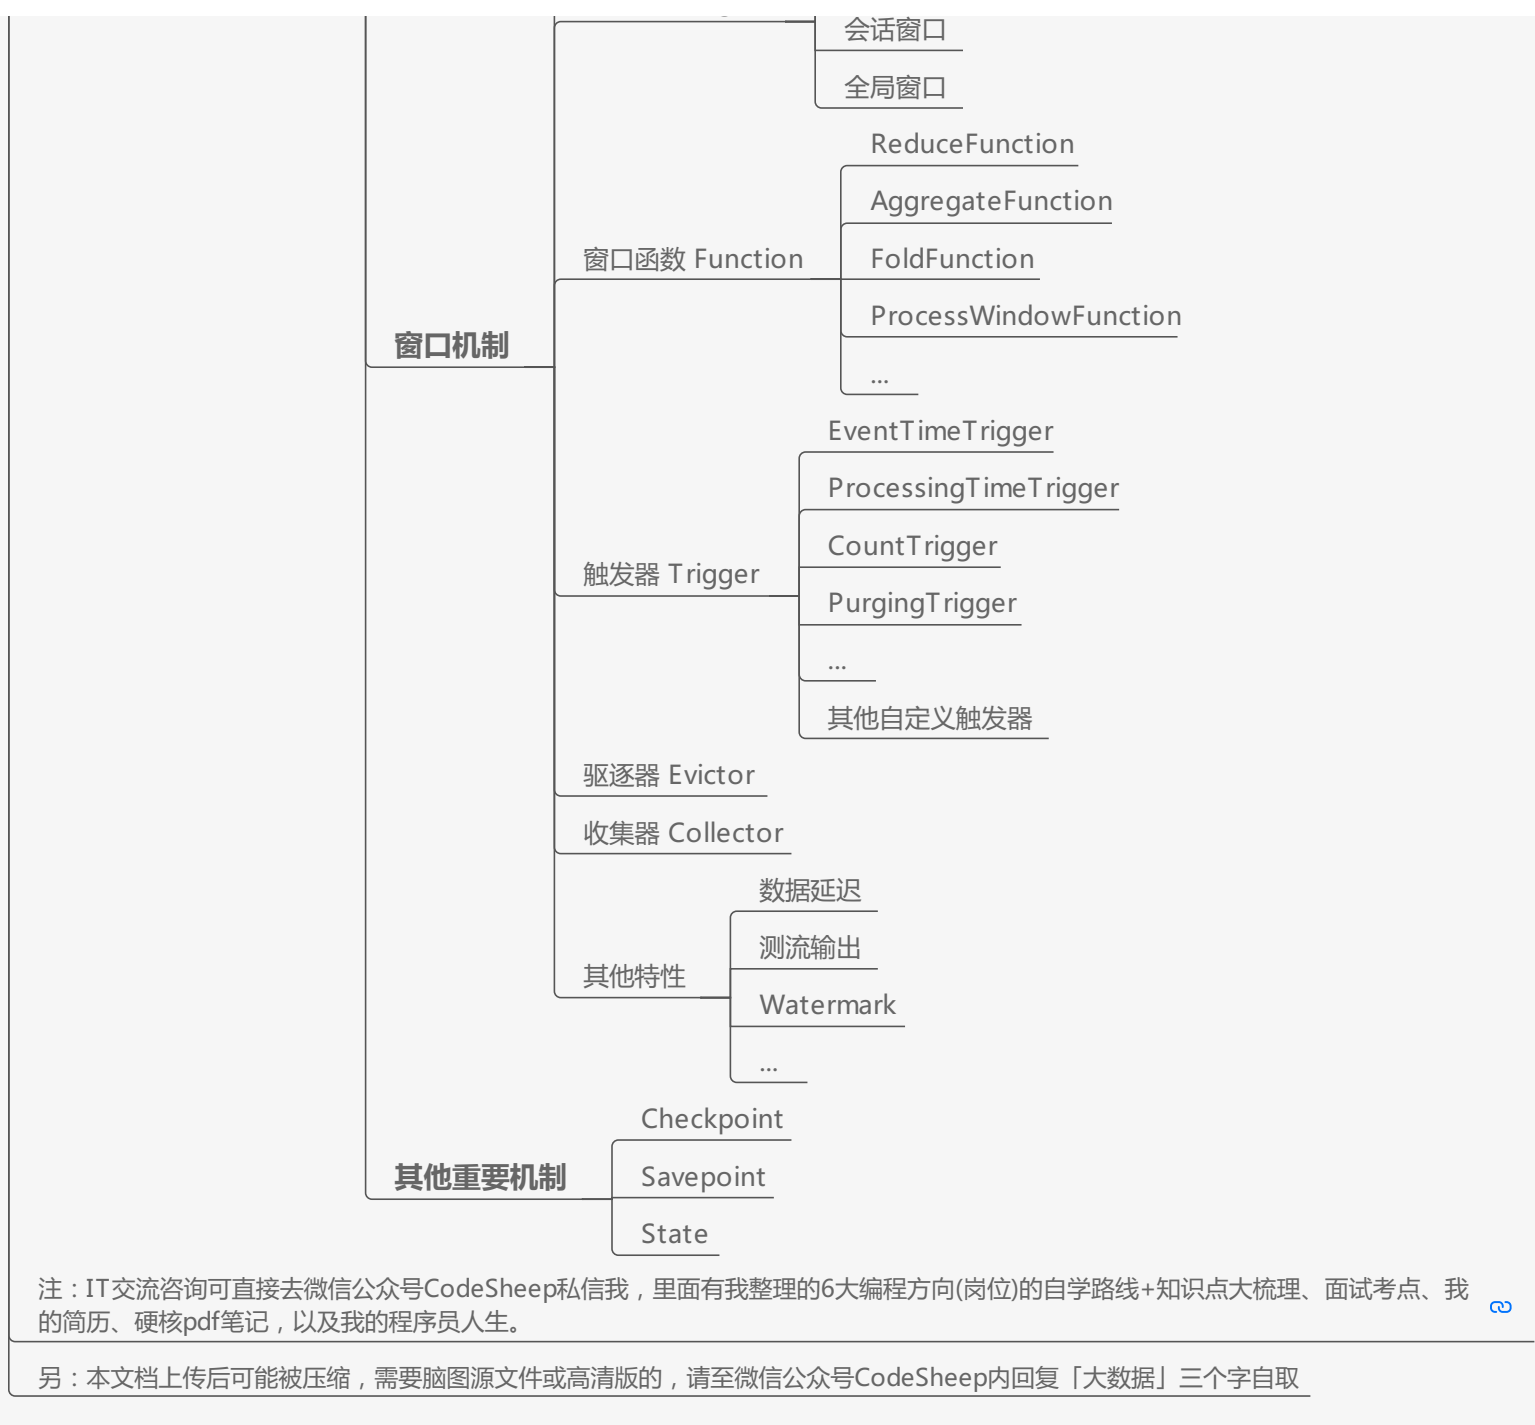 会话窗口
全局窗口
ReduceFunction
AggregateFunction
窗口函数 Function
FoldFunction
ProcessWindowFunction
窗口机制
...
EventTimeTrigger
ProcessingTimeTrigger
CountTrigger
触发器 Trigger
PurgingTrigger
...
其他自定义触发器
驱逐器 Evictor
收集器 Collector
数据延迟
测流输出
其他特性
Watermark
...
Checkpoint
其他重要机制
Savepoint
State
注：IT交流咨询可直接去微信公众号CodeSheep私信我，里面有我整理的6大编程方向(岗位)的自学路线+知识点大梳理、面试考点、我
的简历、硬核pdf笔记，以及我的程序员人生。
另：本文档上传后可能被压缩，需要脑图源文件或高清版的，请至微信公众号CodeSheep内回复「大数据」三个字自取